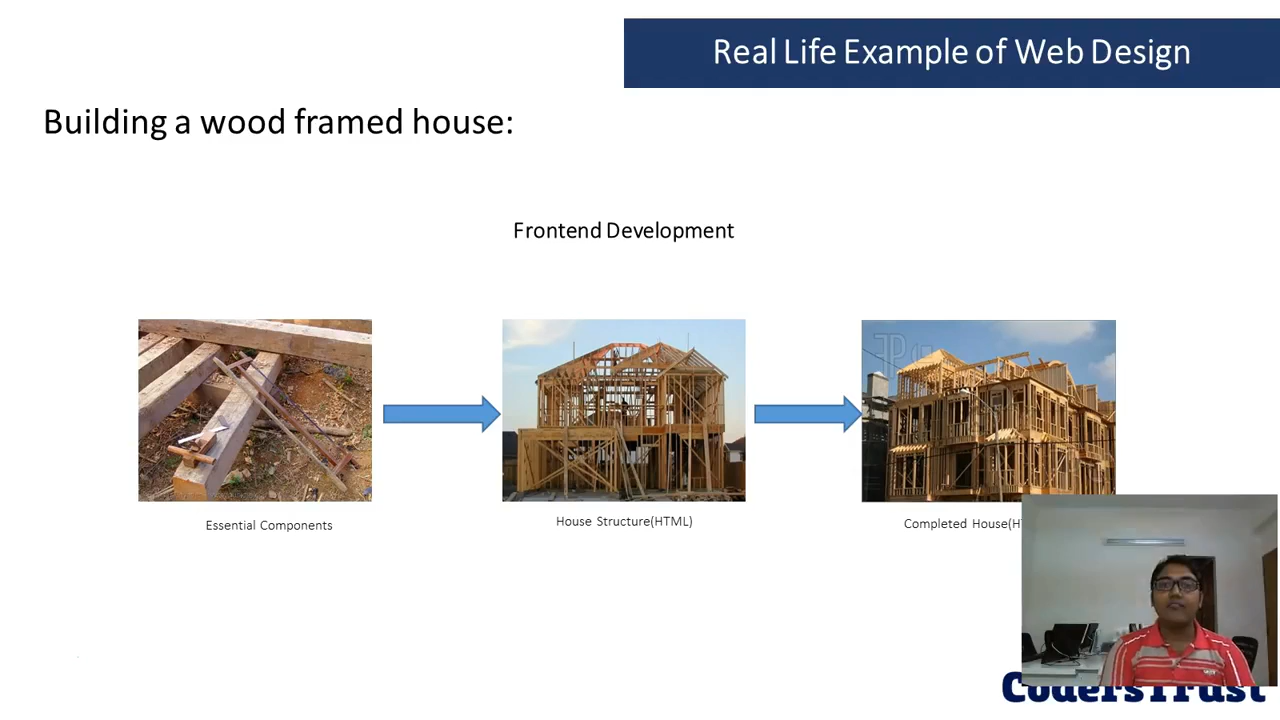 Real Life Example of Web Design
Building a wood framed house:
Frontend Development
Essential Components
House Structure(HTML)
Completed House(HT
CodersTrust